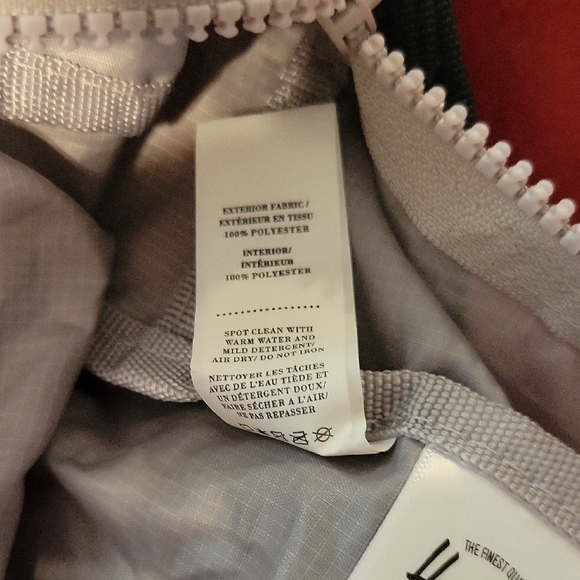 EXTERIOR FABRIC/
EXTÉRIEUR EN TISSU
100% POLYESTER
INTERIOR/
INTÉRIEUR
100% POLYESTER
SPOT CLEAN WITH
WARM WATER AND
MILD DETERGENT/
AIR DRY/ DO NOT IRON
NETTOYER LES TÂCHES
AVEC DE L'EAU TIÈDE ET
UN DÉTERGENT DOUX/
FAIRE SÉCHER A L'AIR/
NE PAS REPASSER
THE FINEST